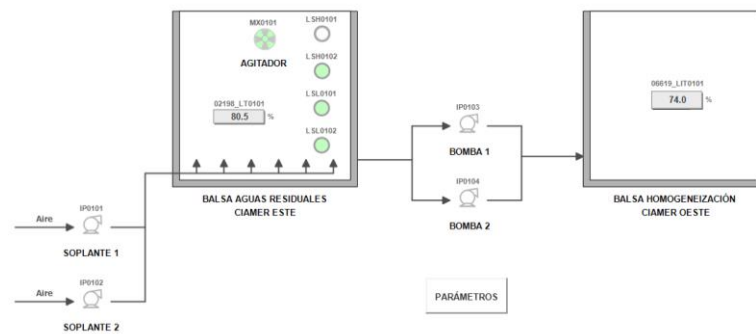 MX0101
AGITADOR
LSH0101
LSH0102
LSL0101
LSL0102
02198_LT0101
80.5 %
BALSA AGUAS RESIDUALES
CIAMER ESTE
IP0103
BOMBA 1
IP0104
BOMBA 2
06619_LIT0101
74.0 %
BALSA HOMOGENEIZACIÓN
CIAMER OESTE
Aire
IP0101
SOPLANTE 1
Aire
IP0102
SOPLANTE 2
PARÁMETROS